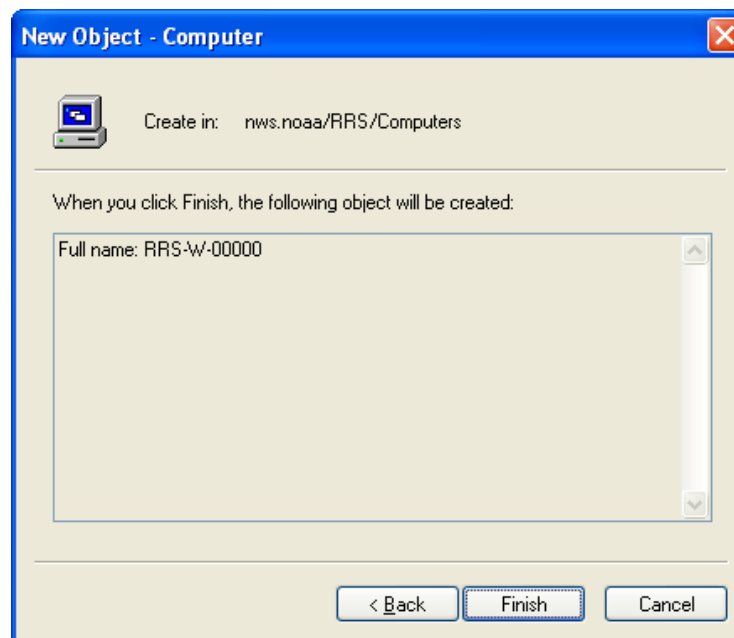 New Object - Computer
Create in: nws.noaa/RRS/Computers
When you click Finish, the following object will be created:
Full name: RRS-W-00000
< Back Finish Cancel